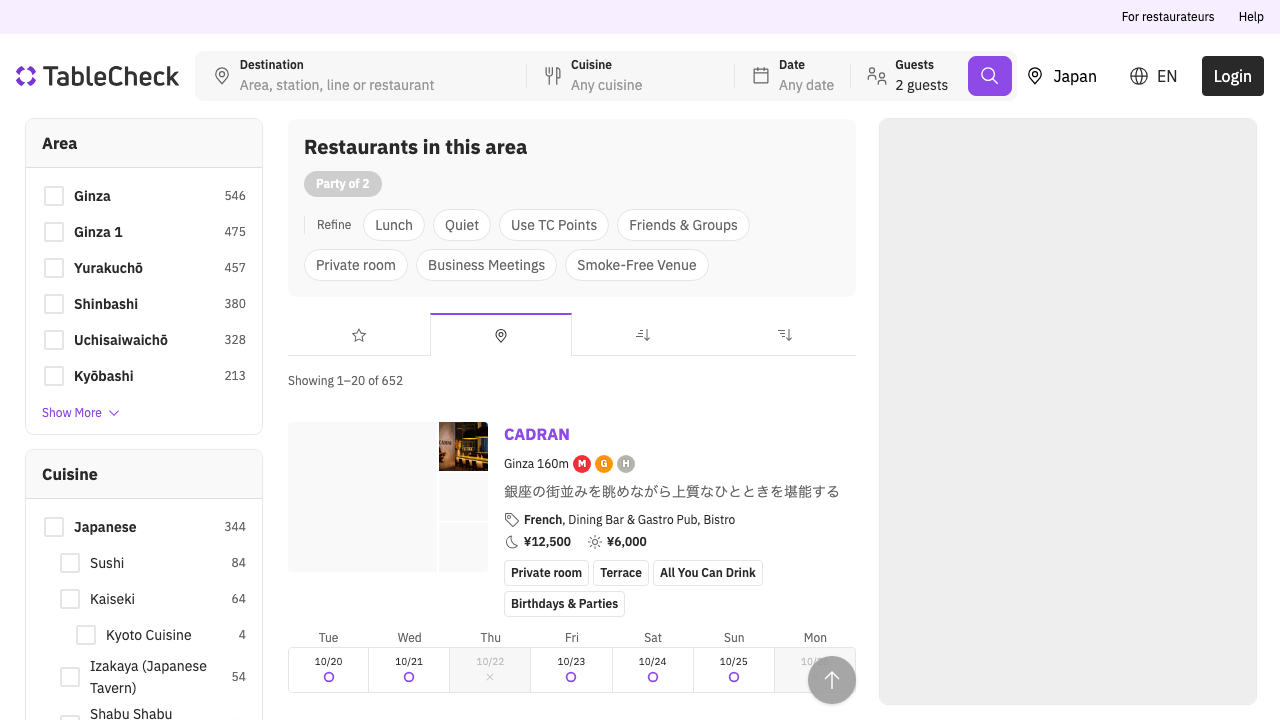 For restaurateurs
Help
TableCheck
Destination
Area, station, line or restaurant
Cuisine
Any cuisine
Date
Any date
Guests
2 guests
Japan
EN
Login
Area
Ginza 546
Ginza 1 475
Yurakuchō 457
Shinbashi 380
Uchisaiwaichō 328
Kyōbashi 213
Show More
Cuisine
Japanese 344
Sushi 84
Kaiseki 64
Kyoto Cuisine 4
Izakaya (Japanese
Tavern) 54
Shabu Shabu
Restaurants in this area
Party of 2
Refine
Lunch
Quiet
Use TC Points
Friends & Groups
Private room
Business Meetings
Smoke-Free Venue
Showing 1–20 of 652
CADRAN
Ginza 160m M G H
銀座の街並みを眺めながら上質なひとときを堪能する
French, Dining Bar & Gastro Pub, Bistro
¥12,500 ¥6,000
Private room
Terrace
All You Can Drink
Birthdays & Parties
Tue Wed Thu Fri Sat Sun Mon
10/20 10/21 10/22 10/23 10/24 10/25